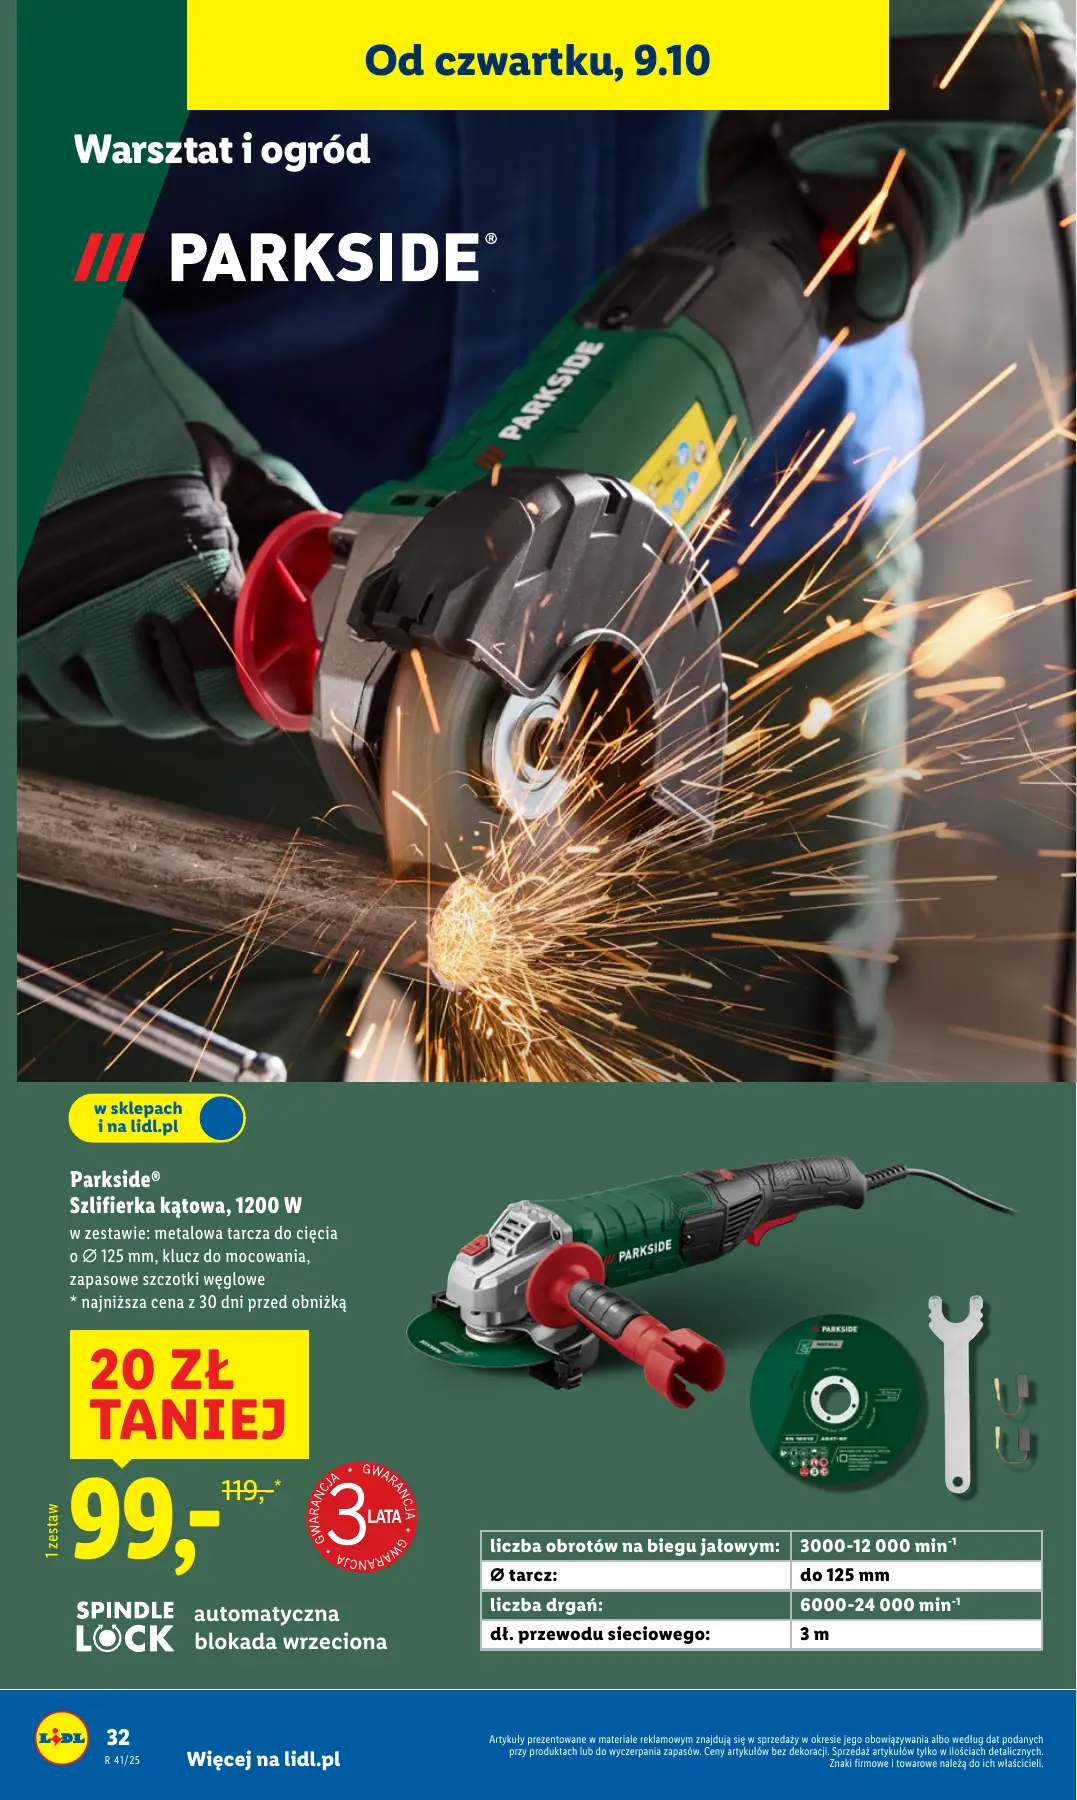 Od czwartku, 9.10
Warsztat i ogród
PARKSIDE®
PARKSIDE
w sklepach
i na lidl.pl
Parkside®
Szlifierka kątowa, 1200 W
w zestawie: metalowa tarcza do cięcia
o Ø 125 mm, klucz do mocowania,
zapasowe szczotki węglowe
* najniższa cena z 30 dni przed obniżką
20 ZŁ
TANIEJ
119,-*
99,-
1 zestaw
GWARANCJA • GWARANCJA • GWARANCJA •
3 LATA
SPINDLE
LOCK
automatyczna
blokada wrzeciona
PARKSIDE
PARKSIDE
liczba obrotów na biegu jałowym: 3000-12 000 min⁻¹
Ø tarcz: do 125 mm
liczba drgań: 6000-24 000 min⁻¹
dł. przewodu sieciowego: 3 m
LIDL
32
R 41/25
Więcej na lidl.pl
Artykuły prezentowane w materiale reklamowym znajdują się w sprzedaży w okresie jego obowiązywania albo według dat podanych
przy produktach lub do wyczerpania zapasów. Ceny artykułów bez dekoracji. Sprzedaż artykułów tylko w ilościach detalicznych.
Znaki firmowe i towarowe należą do ich właścicieli.